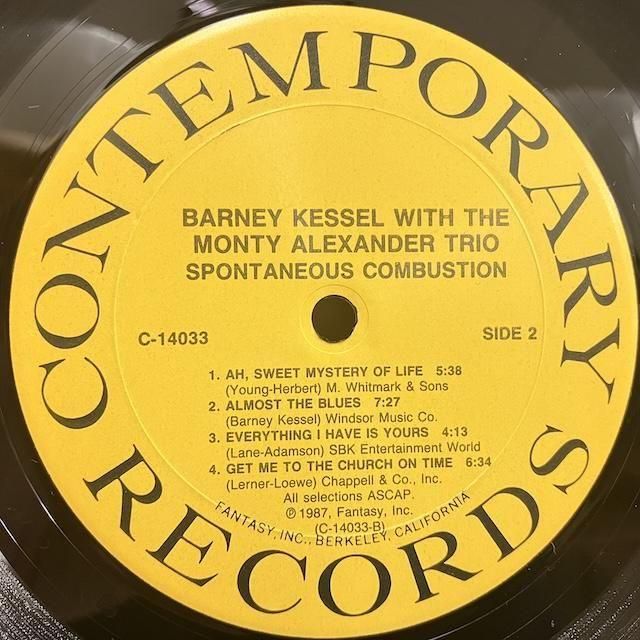 CONTEMPORARY RECORDS
BARNEY KESSEL WITH THE
MONTY ALEXANDER TRIO
SPONTANEOUS COMBUSTION
C-14033
SIDE 2
1. AH, SWEET MYSTERY OF LIFE 5:38
(Young-Herbert) M. Whitmark & Sons
2. ALMOST THE BLUES 7:27
(Barney Kessel) Windsor Music Co.
3. EVERYTHING I HAVE IS YOURS 4:13
(Lane-Adamson) SBK Entertainment World
4. GET ME TO THE CHURCH ON TIME 6:34
(Lerner-Loewe) Chappell & Co., Inc.
All selections ASCAP.
℗ 1987, Fantasy, Inc.
(C-14033-B)
FANTASY, INC., BERKELEY, CALIFORNIA